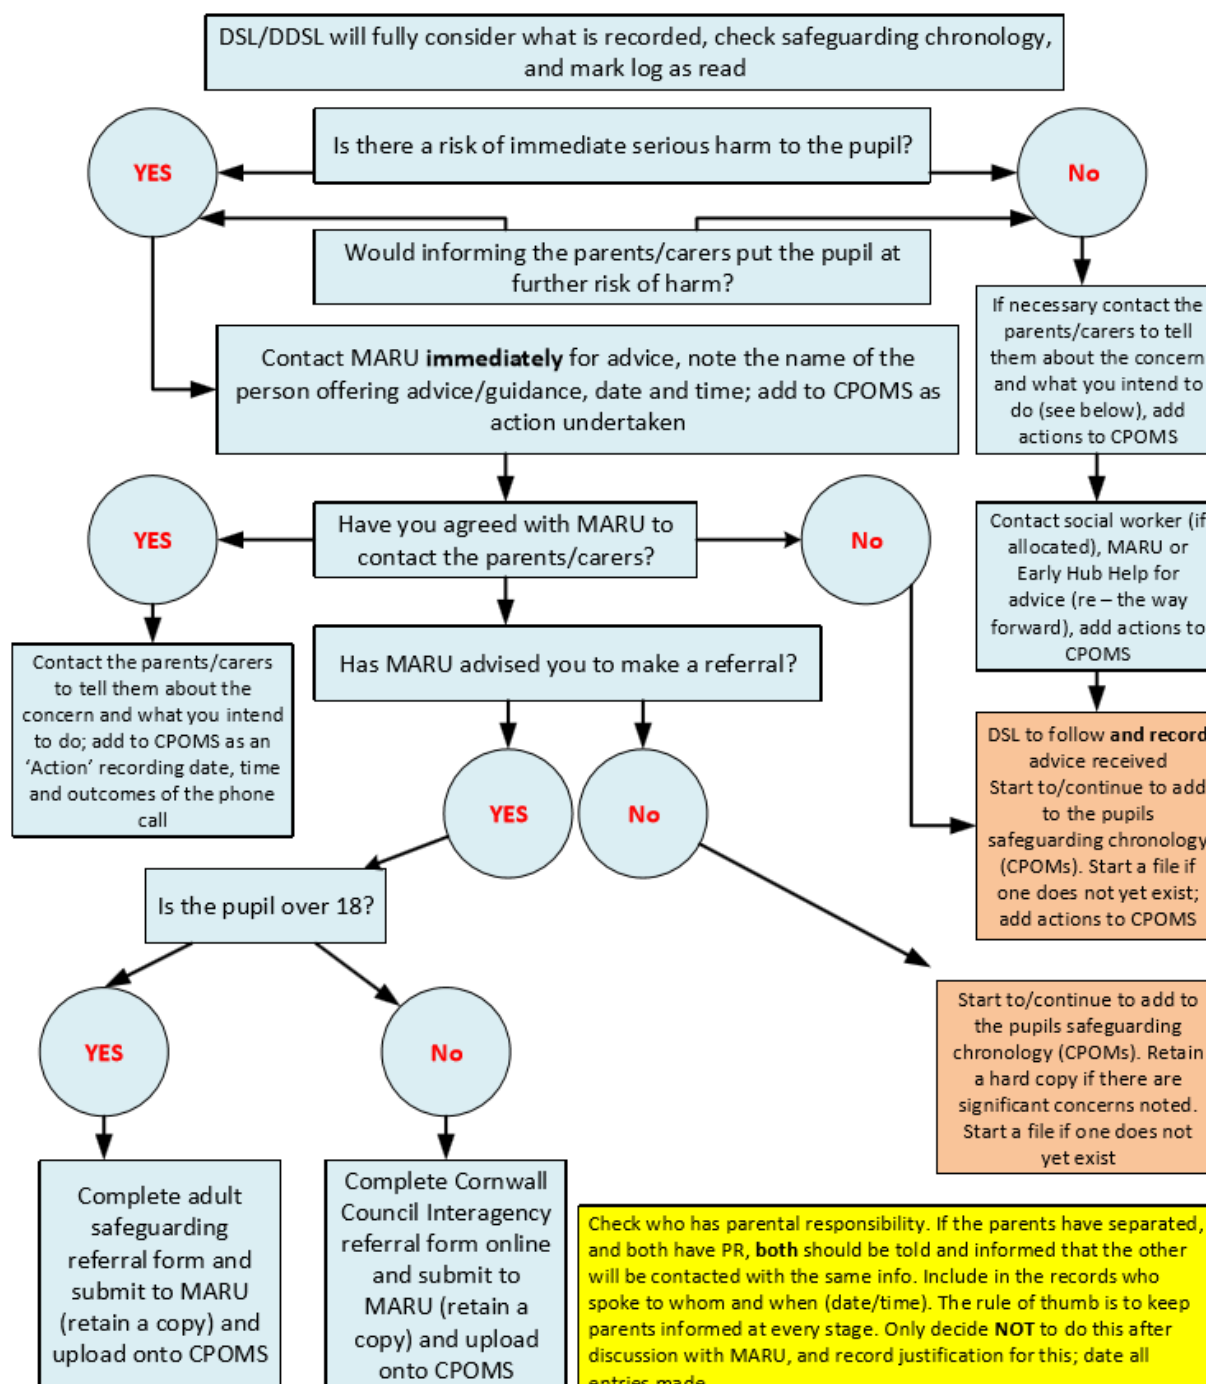 DSL/DDSL will fully consider what is recorded, check safeguarding chronology,
and mark log as read
Is there a risk of immediate serious harm to the pupil?
YES
No
Would informing the parents/carers put the pupil at
further risk of harm?
If necessary contact the
parents/carers to tell
them about the concern
and what you intend to
do (see below), add
actions to CPOMS
Contact MARU immediately for advice, note the name of the
person offering advice/guidance, date and time; add to CPOMS as
action undertaken
Have you agreed with MARU to
contact the parents/carers?
YES
No
Contact social worker (if
allocated), MARU or
Early Hub Help for
advice (re – the way
forward), add actions to
CPOMS
Contact the parents/carers
to tell them about the
concern and what you intend
to do; add to CPOMS as an
‘Action’ recording date, time
and outcomes of the phone
call
Has MARU advised you to make a referral?
YES
No
DSL to follow and record
advice received
Start to/continue to add
to the pupils
safeguarding chronology
(CPOMs). Start a file if
one does not yet exist;
add actions to CPOMS
Is the pupil over 18?
YES
No
Start to/continue to add to
the pupils safeguarding
chronology (CPOMs). Retain
a hard copy if there are
significant concerns noted.
Start a file if one does not
yet exist
Complete adult
safeguarding
referral form and
submit to MARU
(retain a copy) and
upload onto CPOMS
Complete Cornwall
Council Interagency
referral form online
and submit to
MARU (retain a
copy) and upload
onto CPOMS
Check who has parental responsibility. If the parents have separated,
and both have PR, both should be told and informed that the other
will be contacted with the same info. Include in the records who
spoke to whom and when (date/time). The rule of thumb is to keep
parents informed at every stage. Only decide NOT to do this after
discussion with MARU, and record justification for this; date all
entries made